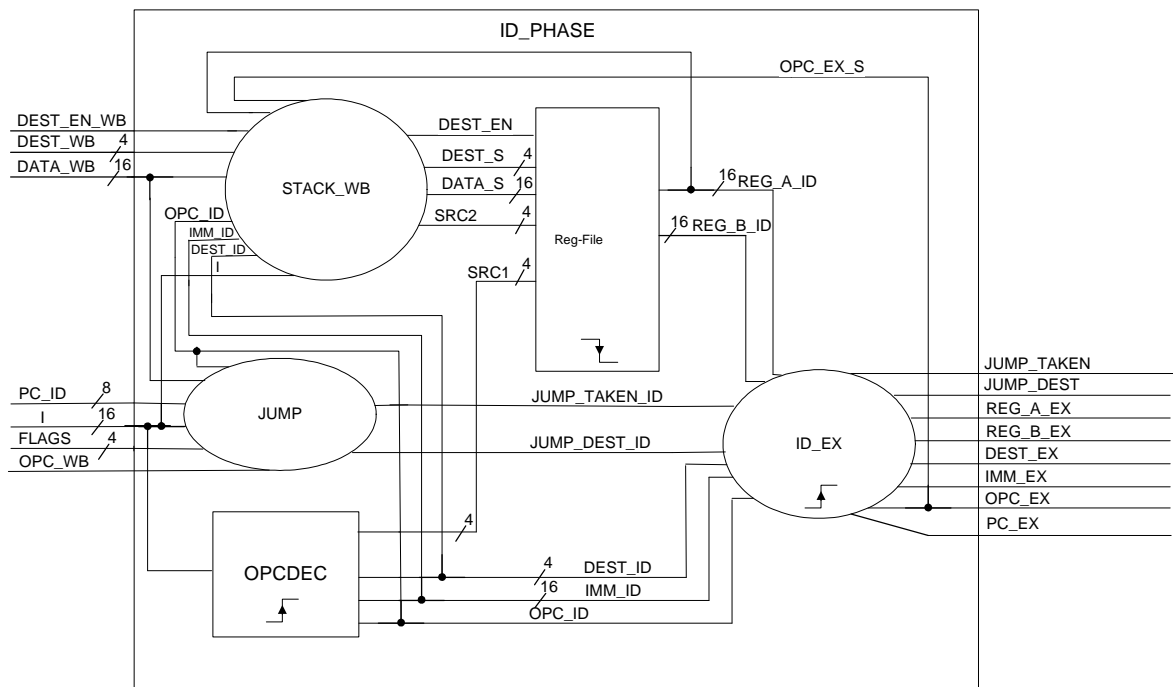 ID_PHASE
OPC_EX_S
DEST_EN_WB
DEST_WB 4
DATA_WB 16
STACK_WB
DEST_EN
DEST_S 4
DATA_S 16
SRC2 4
SRC1 4
Reg-File
16 REG_A_ID
16 REG_B_ID
OPC_ID
IMM_ID
DEST_ID
I
PC_ID 8
I 16
FLAGS 4
OPC_WB
JUMP
JUMP_TAKEN_ID
JUMP_DEST_ID
ID_EX
JUMP_TAKEN
JUMP_DEST
REG_A_EX
REG_B_EX
DEST_EX
IMM_EX
OPC_EX
PC_EX
OPCDEC
4
4 DEST_ID
16 IMM_ID
OPC_ID